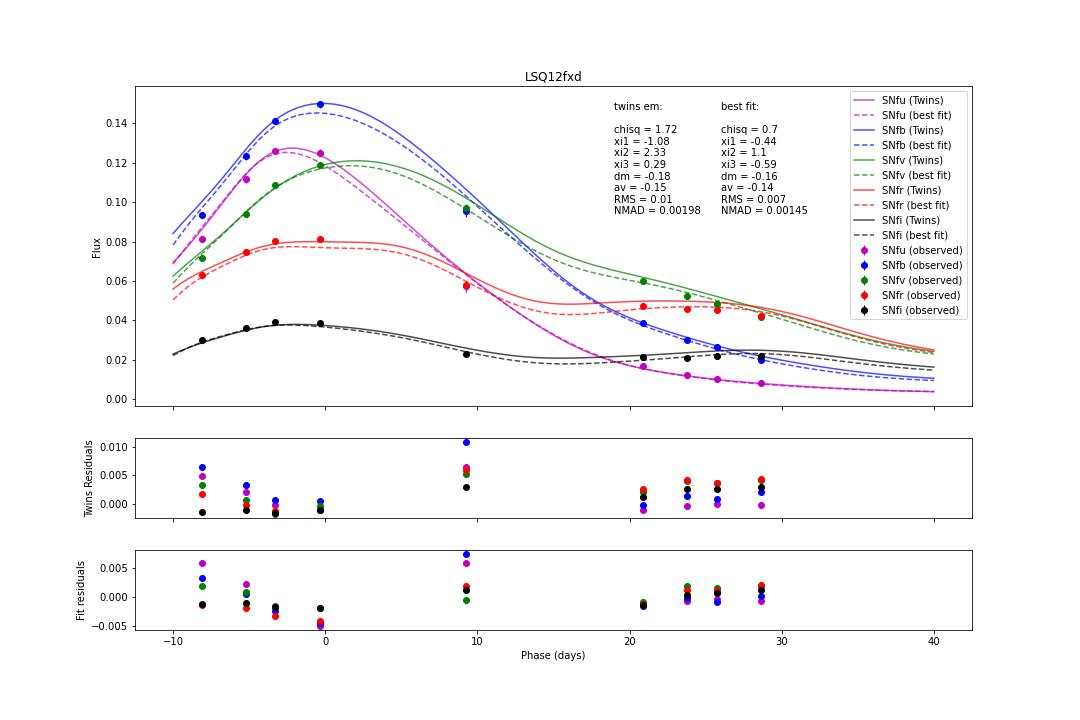 LSQ12fxd
Flux
0.14
0.12
0.10
0.08
0.06
0.04
0.02
0.00
twins em:
chisq = 1.72
xi1 = -1.08
xi2 = 2.33
xi3 = 0.29
dm = -0.18
av = -0.15
RMS = 0.01
NMAD = 0.00198
best fit:
chisq = 0.7
xi1 = -0.44
xi2 = 1.1
xi3 = -0.59
dm = -0.16
av = -0.14
RMS = 0.007
NMAD = 0.00145
SNfu (Twins)
SNfu (best fit)
SNfb (Twins)
SNfb (best fit)
SNfv (Twins)
SNfv (best fit)
SNfr (Twins)
SNfr (best fit)
SNfi (Twins)
SNfi (best fit)
SNfu (observed)
SNfb (observed)
SNfv (observed)
SNfr (observed)
SNfi (observed)
Twins Residuals
0.010
0.005
0.000
Fit residuals
0.005
0.000
−0.005
−10
0
10
20
30
40
Phase (days)